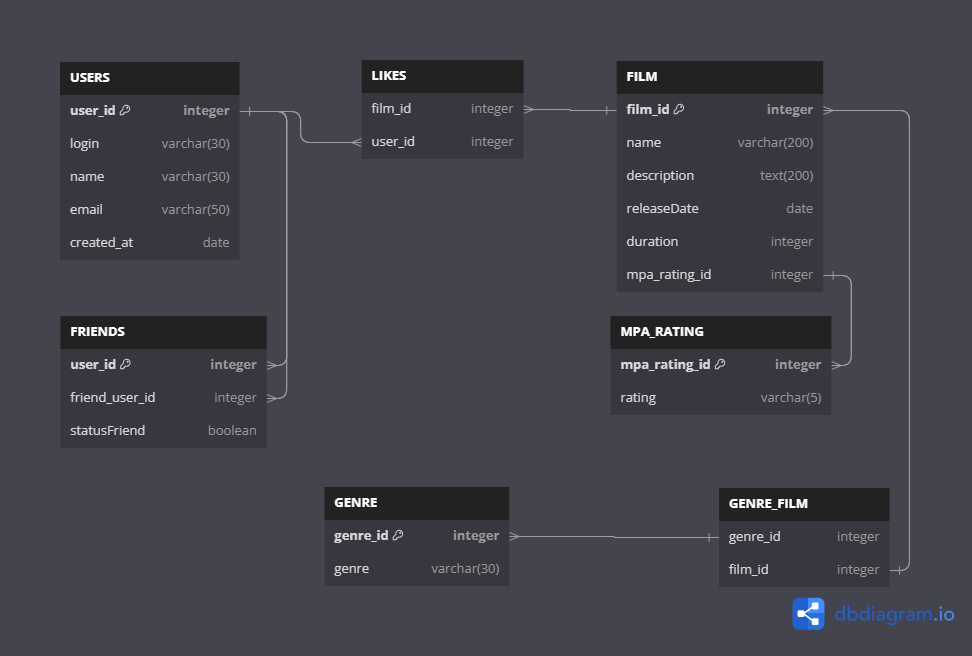 USERS
user_id integer
login varchar(30)
name varchar(30)
email varchar(50)
created_at date
LIKES
film_id integer
user_id integer
FILM
film_id integer
name varchar(200)
description text(200)
releaseDate date
duration integer
mpa_rating_id integer
FRIENDS
user_id integer
friend_user_id integer
statusFriend boolean
MPA_RATING
mpa_rating_id integer
rating varchar(5)
GENRE
genre_id integer
genre varchar(30)
GENRE_FILM
genre_id integer
film_id integer
dbdiagram.io